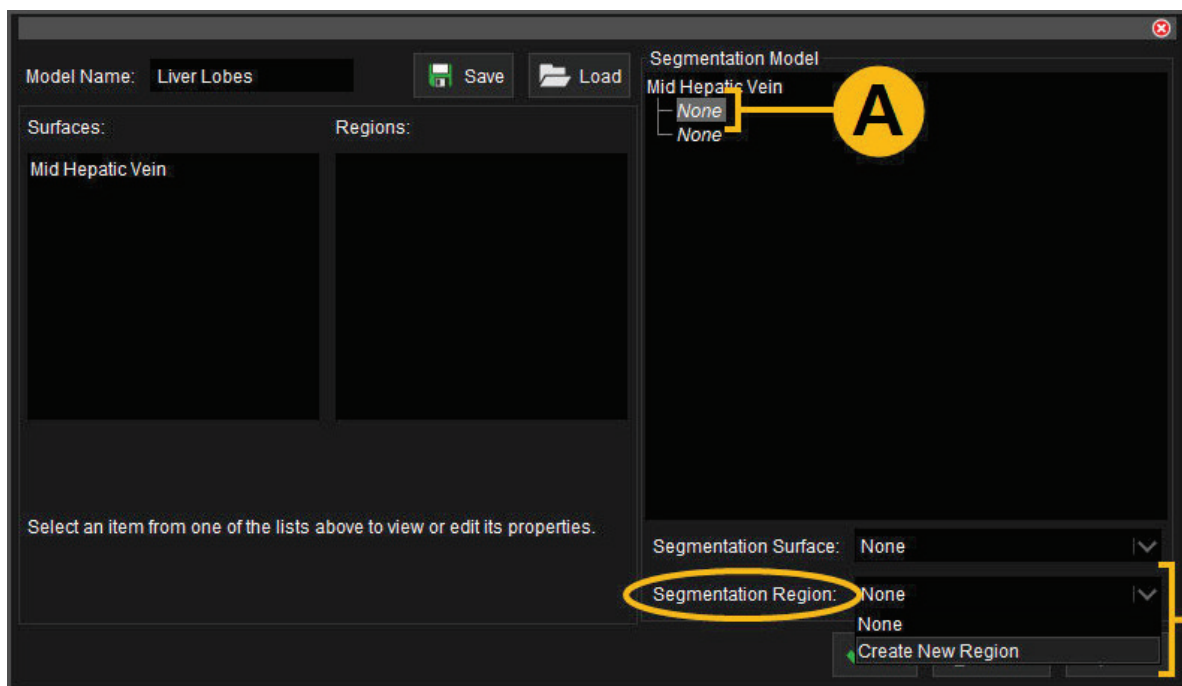 Model Name: Liver Lobes Save Load
Surfaces: Regions:
Mid Hepatic Vein
Select an item from one of the lists above to view or edit its properties.
Segmentation Model
Mid Hepatic Vein
None
None
A
Segmentation Surface: None
Segmentation Region: None
None
Create New Region